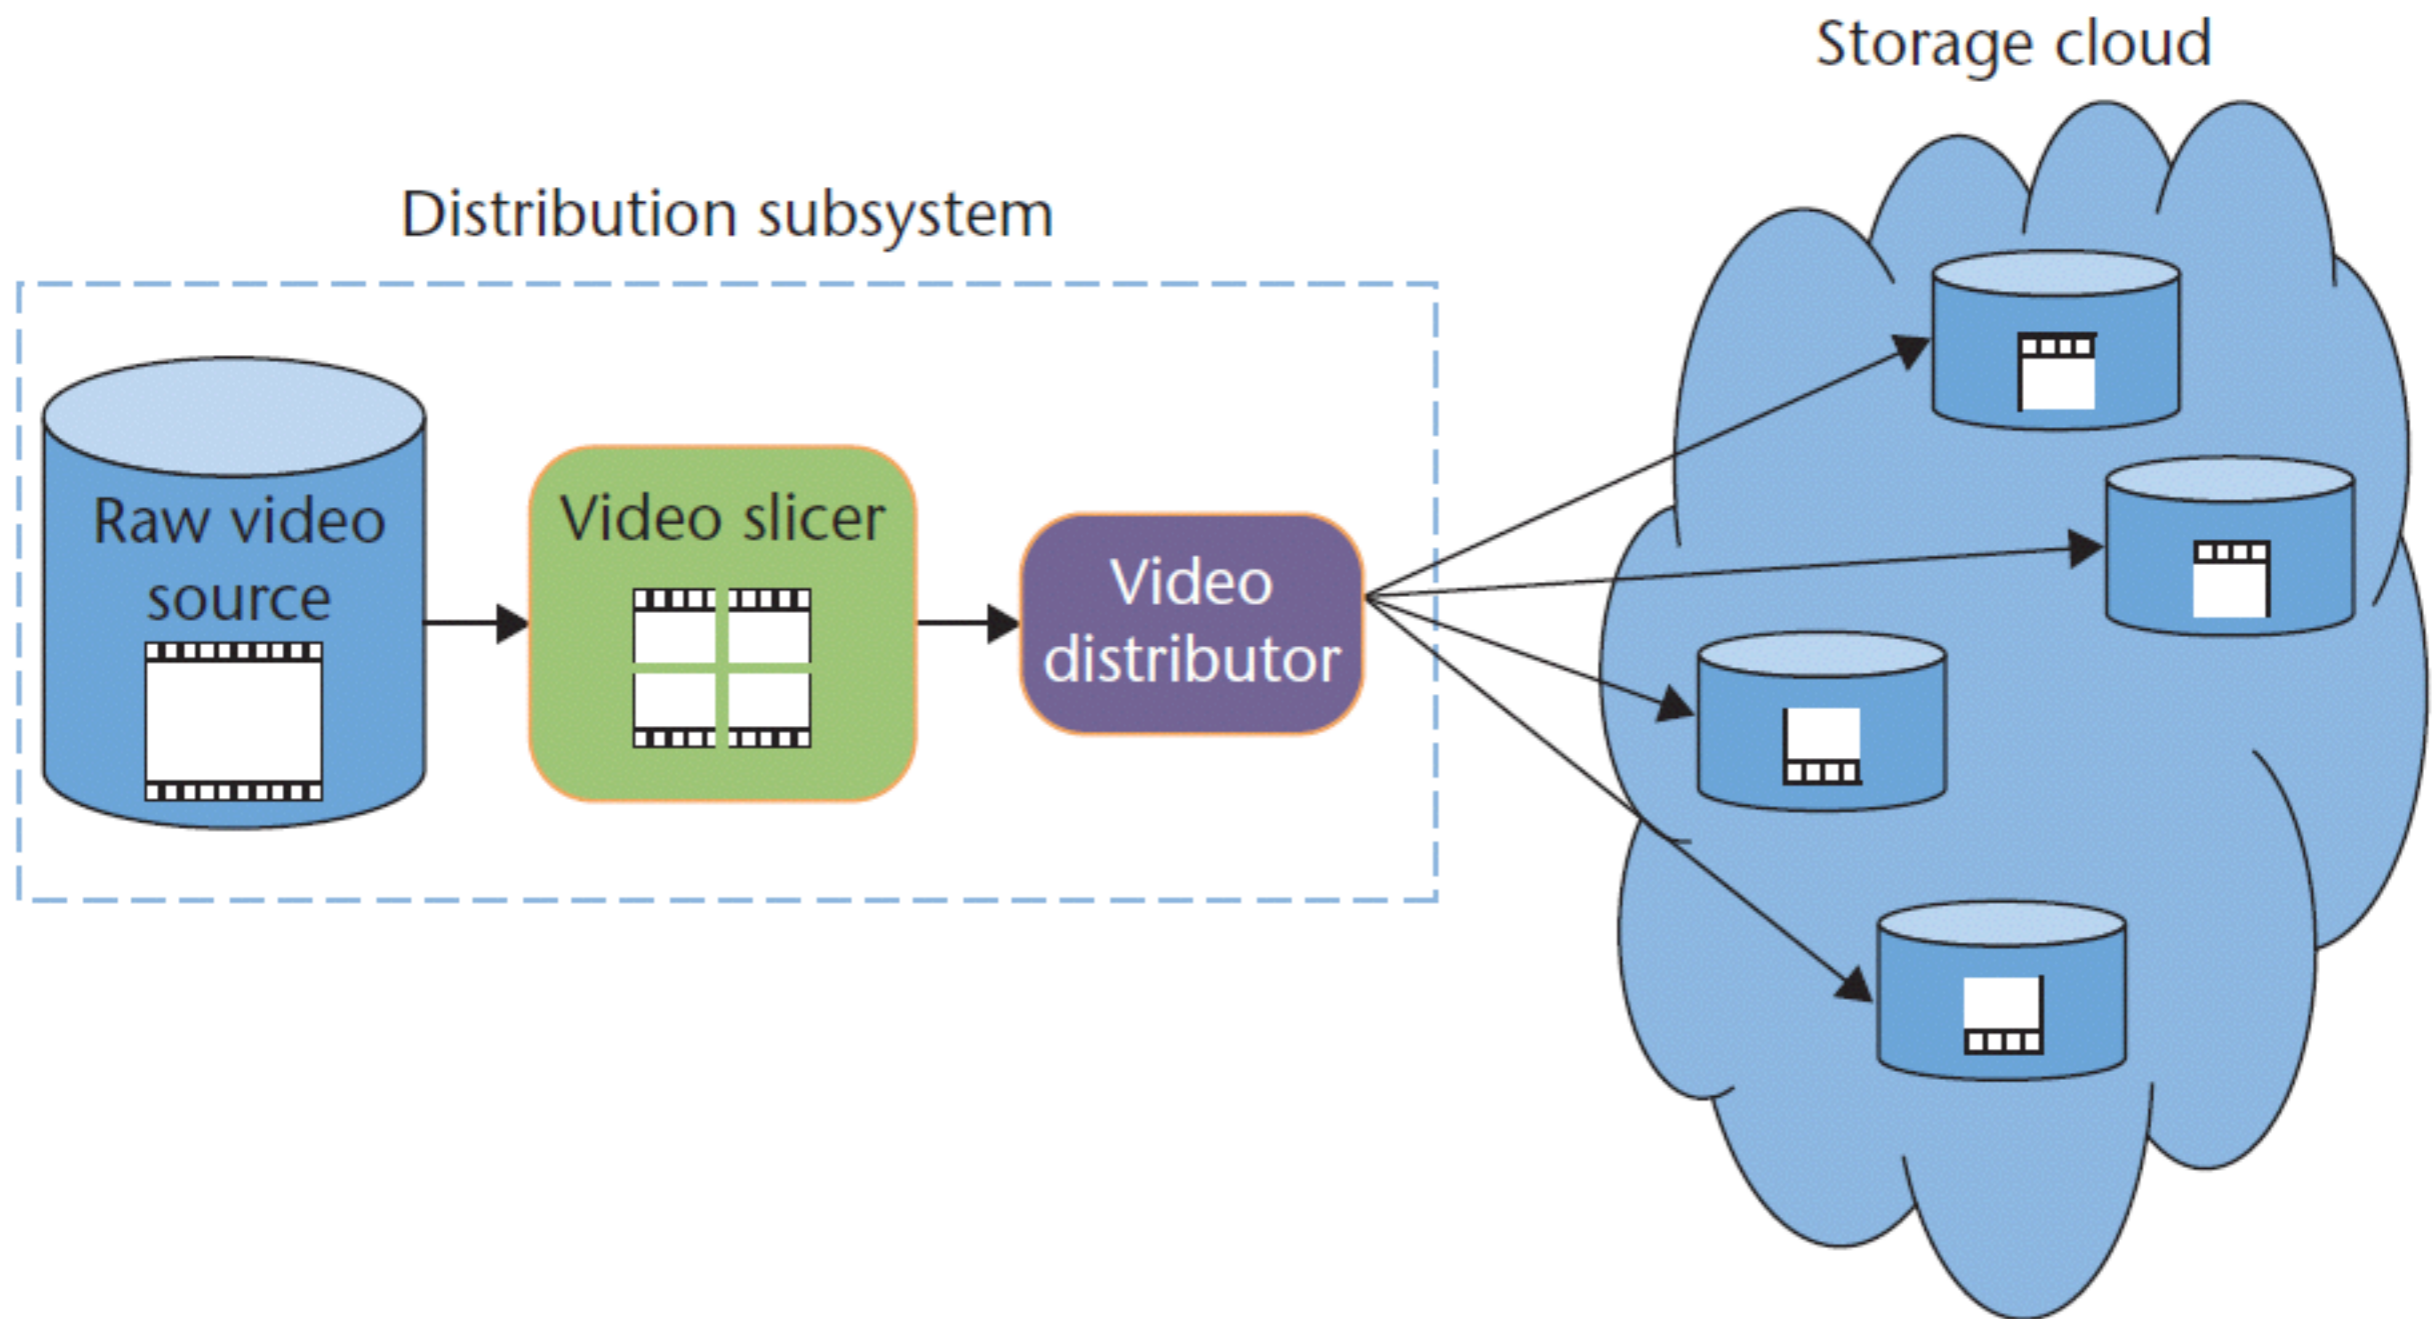 Storage cloud
Distribution subsystem
Raw video
source
Video slicer
Video
distributor